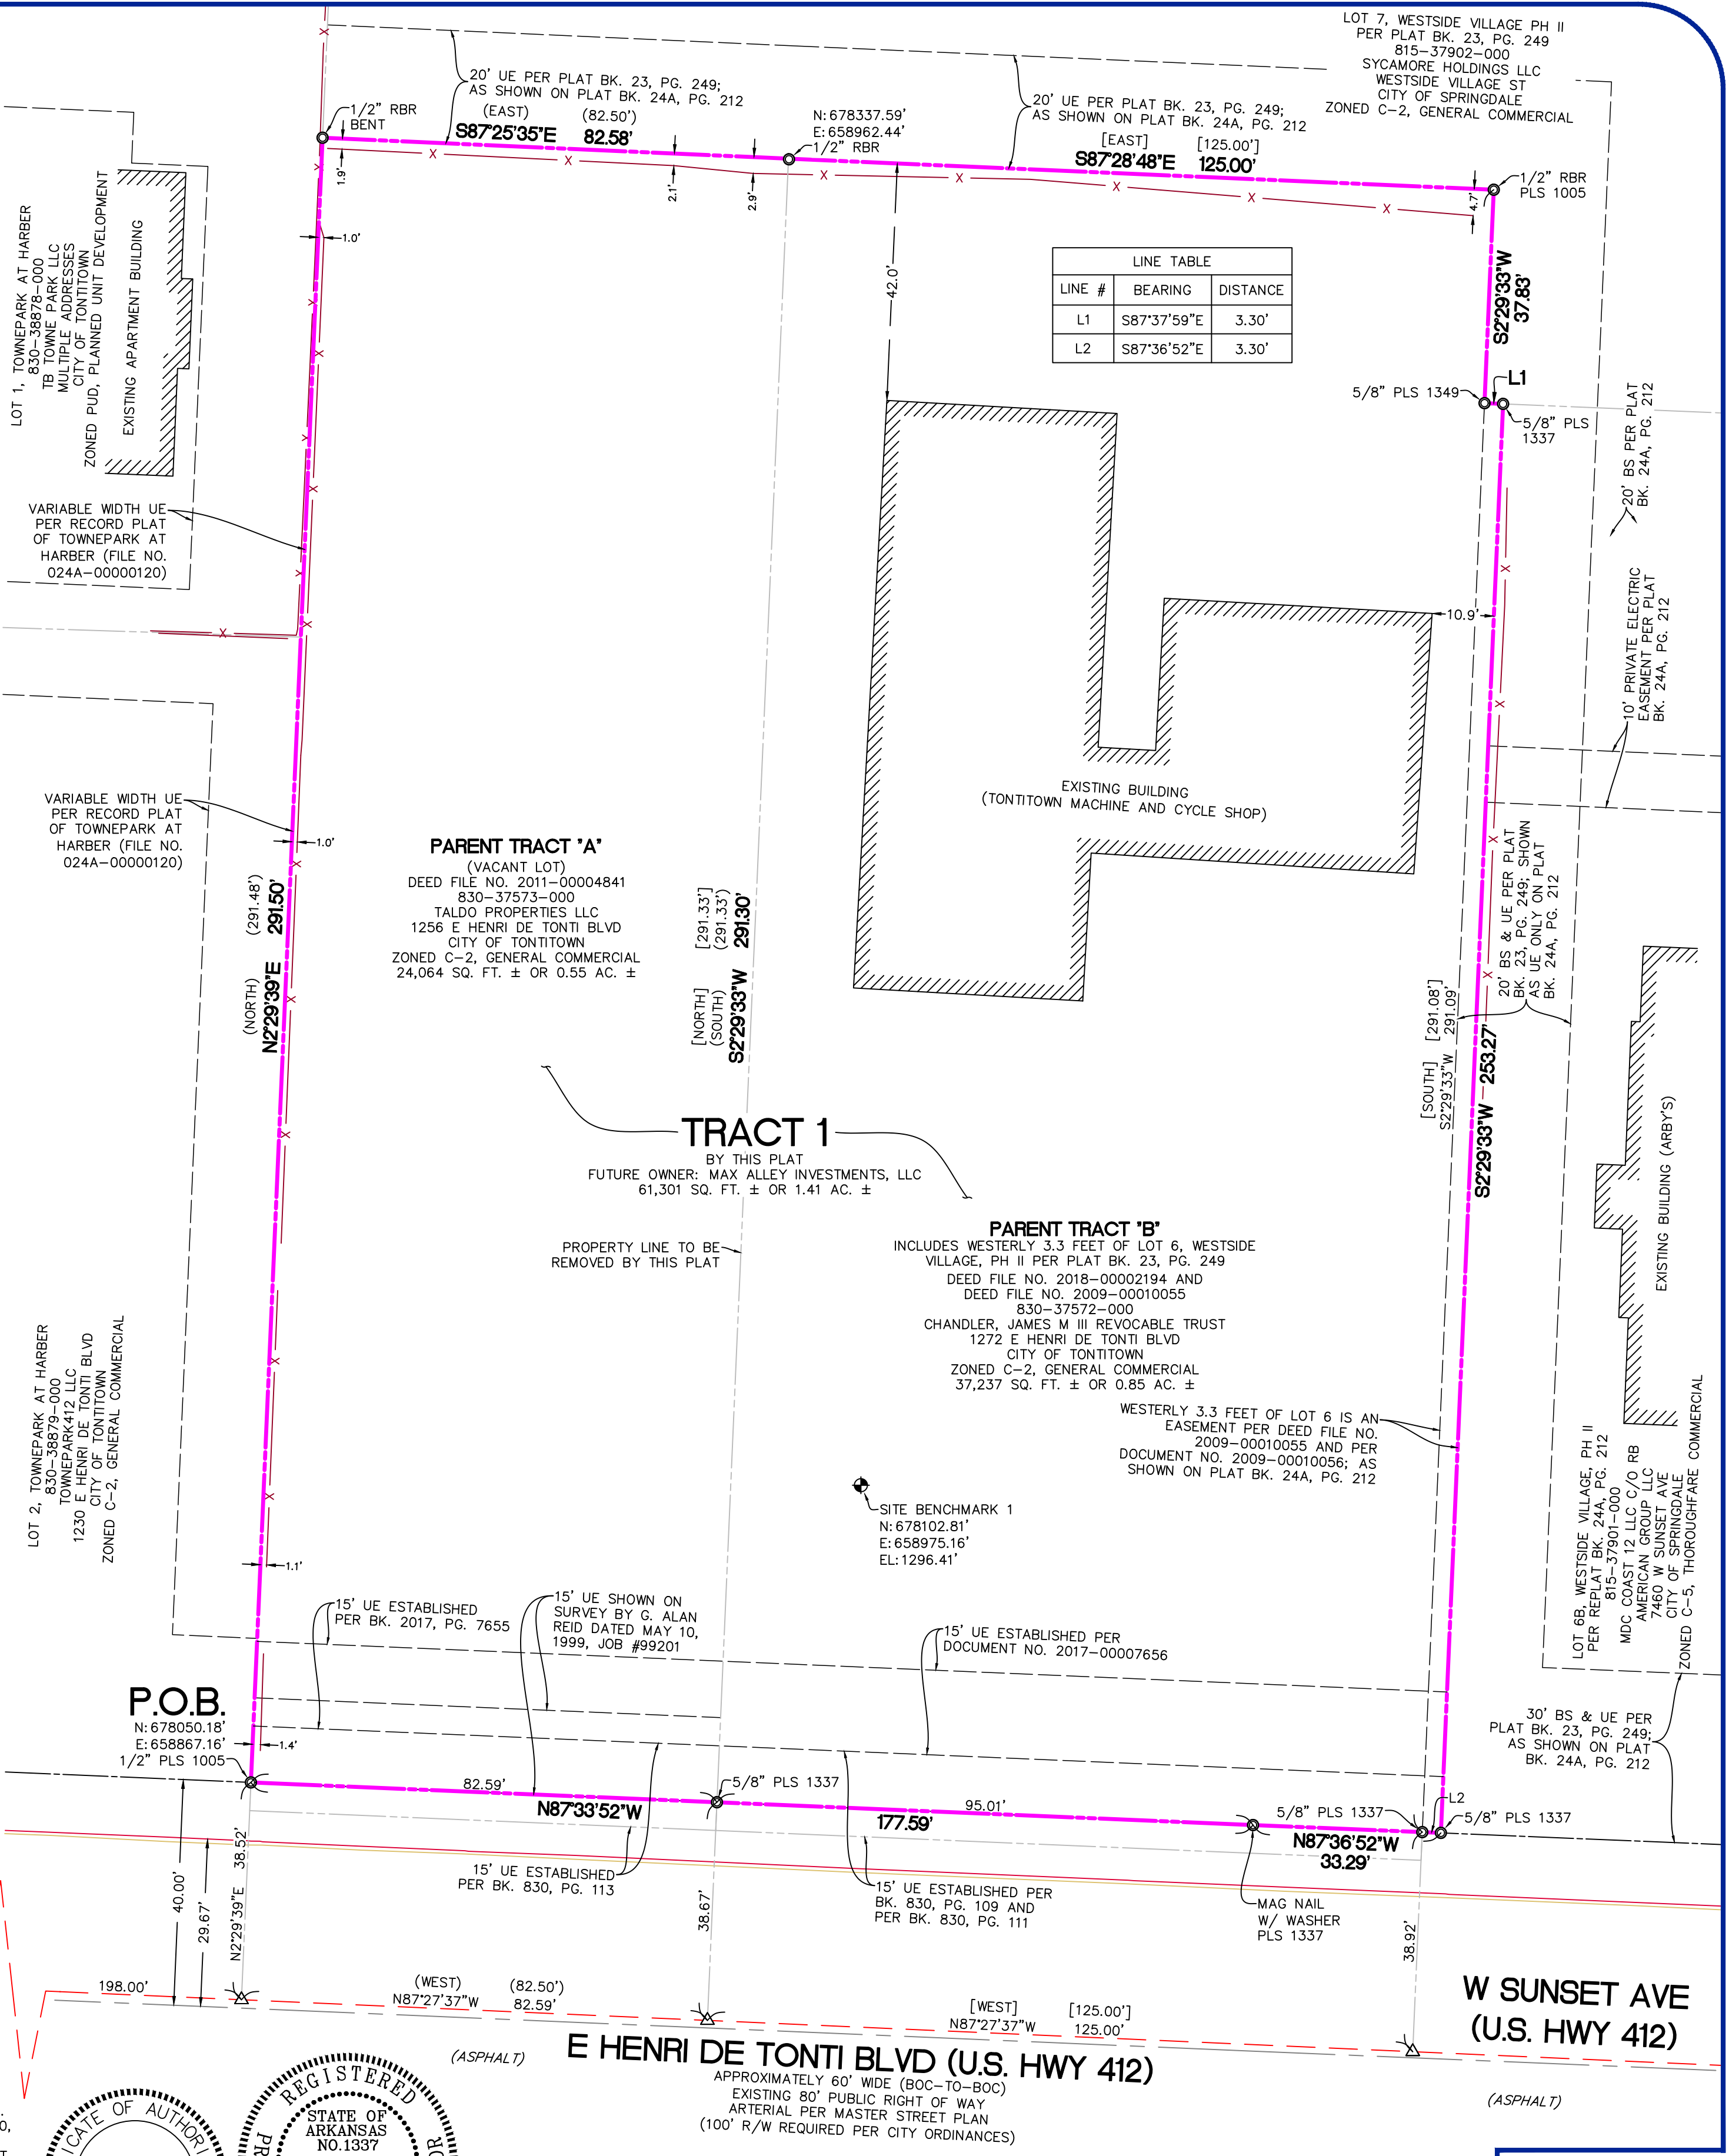 LOT 7, WESTSIDE VILLAGE PH II
PER PLAT BK. 23, PG. 249
815-37902-000
SYCAMORE HOLDINGS LLC
WESTSIDE VILLAGE ST
CITY OF SPRINGDALE
ZONED C-2, GENERAL COMMERCIAL
20' UE PER PLAT BK. 23, PG. 249;
AS SHOWN ON PLAT BK. 24A, PG. 212
(EAST) (82.50')
S87°25'35"E 82.58'
1/2" RBR
BENT
N:678337.59'
E:658962.44'
1/2" RBR
20' UE PER PLAT BK. 23, PG. 249;
AS SHOWN ON PLAT BK. 24A, PG. 212
[EAST] [125.00']
S87°28'48"E 125.00'
1/2" RBR
PLS 1005
1.9'
2.1'
2.9'
4.7'
1.0'
42.0'
LINE TABLE
LINE # BEARING DISTANCE
L1 S87°37'59"E 3.30'
L2 S87°36'52"E 3.30'
S2°29'33"W
37.83'
L1
5/8" PLS 1349
5/8" PLS
1337
LOT 1, TOWNEPARK AT HARBER
830-38878-000
TB TOWNE PARK LLC
MULTIPLE ADDRESSES
CITY OF TONTITOWN
ZONED PUD, PLANNED UNIT DEVELOPMENT
EXISTING APARTMENT BUILDING
VARIABLE WIDTH UE
PER RECORD PLAT
OF TOWNEPARK AT
HARBER (FILE NO.
024A-00000120)
20' BS PER PLAT
BK. 24A, PG. 212
10' PRIVATE ELECTRIC
EASEMENT PER PLAT
BK. 24A, PG. 212
10.9'
EXISTING BUILDING
(TONTITOWN MACHINE AND CYCLE SHOP)
VARIABLE WIDTH UE
PER RECORD PLAT
OF TOWNEPARK AT
HARBER (FILE NO.
024A-00000120)
1.0'
(NORTH) (291.48')
N2°29'39"E 291.50'
PARENT TRACT "A"
(VACANT LOT)
DEED FILE NO. 2011-00004841
830-37573-000
TALDO PROPERTIES LLC
1256 E HENRI DE TONTI BLVD
CITY OF TONTITOWN
ZONED C-2, GENERAL COMMERCIAL
24,064 SQ. FT. ± OR 0.55 AC. ±
[NORTH] [291.33']
(SOUTH) (291.33')
S2°29'33"W 291.30'
20' BS & UE PER PLAT
BK. 23, PG. 249; SHOWN
AS UE ONLY ON PLAT
BK. 24A, PG. 212
[SOUTH] [291.08']
S2°29'33"W 291.09'
S2°29'33"W 253.27'
EXISTING BUILDING (ARBY'S)
TRACT 1
BY THIS PLAT
FUTURE OWNER: MAX ALLEY INVESTMENTS, LLC
61,301 SQ. FT. ± OR 1.41 AC. ±
PROPERTY LINE TO BE
REMOVED BY THIS PLAT
PARENT TRACT "B"
INCLUDES WESTERLY 3.3 FEET OF LOT 6, WESTSIDE
VILLAGE, PH II PER PLAT BK. 23, PG. 249
DEED FILE NO. 2018-00002194 AND
DEED FILE NO. 2009-00010055
830-37572-000
CHANDLER, JAMES M III REVOCABLE TRUST
1272 E HENRI DE TONTI BLVD
CITY OF TONTITOWN
ZONED C-2, GENERAL COMMERCIAL
37,237 SQ. FT. ± OR 0.85 AC. ±
WESTERLY 3.3 FEET OF LOT 6 IS AN
EASEMENT PER DEED FILE NO.
2009-00010055 AND PER
DOCUMENT NO. 2009-00010056; AS
SHOWN ON PLAT BK. 24A, PG. 212
LOT 2, TOWNEPARK AT HARBER
830-38879-000
TOWNEPARK412 LLC
1230 E HENRI DE TONTI BLVD
CITY OF TONTITOWN
ZONED C-2, GENERAL COMMERCIAL
SITE BENCHMARK 1
N:678102.81'
E:658975.16'
EL:1296.41'
LOT 6B, WESTSIDE VILLAGE, PH II
PER REPLAT BK. 24A, PG. 212
815-37901-000
MDC COAST 12 LLC C/O RB
AMERICAN GROUP LLC
7460 W SUNSET AVE
CITY OF SPRINGDALE
ZONED C-5, THOROUGHFARE COMMERCIAL
1.1'
15' UE ESTABLISHED
PER BK. 2017, PG. 7655
15' UE SHOWN ON
SURVEY BY G. ALAN
REID DATED MAY 10,
1999, JOB #99201
15' UE ESTABLISHED PER
DOCUMENT NO. 2017-00007656
P.O.B.
N:678050.18'
E:658867.16'
1/2" PLS 1005
1.4'
30' BS & UE PER
PLAT BK. 23, PG. 249;
AS SHOWN ON PLAT
BK. 24A, PG. 212
82.59'
N87°33'52"W
5/8" PLS 1337
95.01'
177.59'
5/8" PLS 1337
L2
5/8" PLS 1337
N87°36'52"W
33.29'
40.00'
29.67'
N2°29'39"E 38.52'
15' UE ESTABLISHED
PER BK. 830, PG. 113
38.67'
15' UE ESTABLISHED PER
BK. 830, PG. 109 AND
PER BK. 830, PG. 111
MAG NAIL
W/ WASHER
PLS 1337
38.92'
198.00'
(WEST) (82.50')
N87°27'37"W 82.59'
[WEST] [125.00']
N87°27'37"W 125.00'
W SUNSET AVE
(U.S. HWY 412)
(ASPHALT)
E HENRI DE TONTI BLVD (U.S. HWY 412)
APPROXIMATELY 60' WIDE (BOC-TO-BOC)
EXISTING 80' PUBLIC RIGHT OF WAY
ARTERIAL PER MASTER STREET PLAN
(100' R/W REQUIRED PER CITY ORDINANCES)
(ASPHALT)
REGISTERED
STATE OF
ARKANSAS
NO.1337